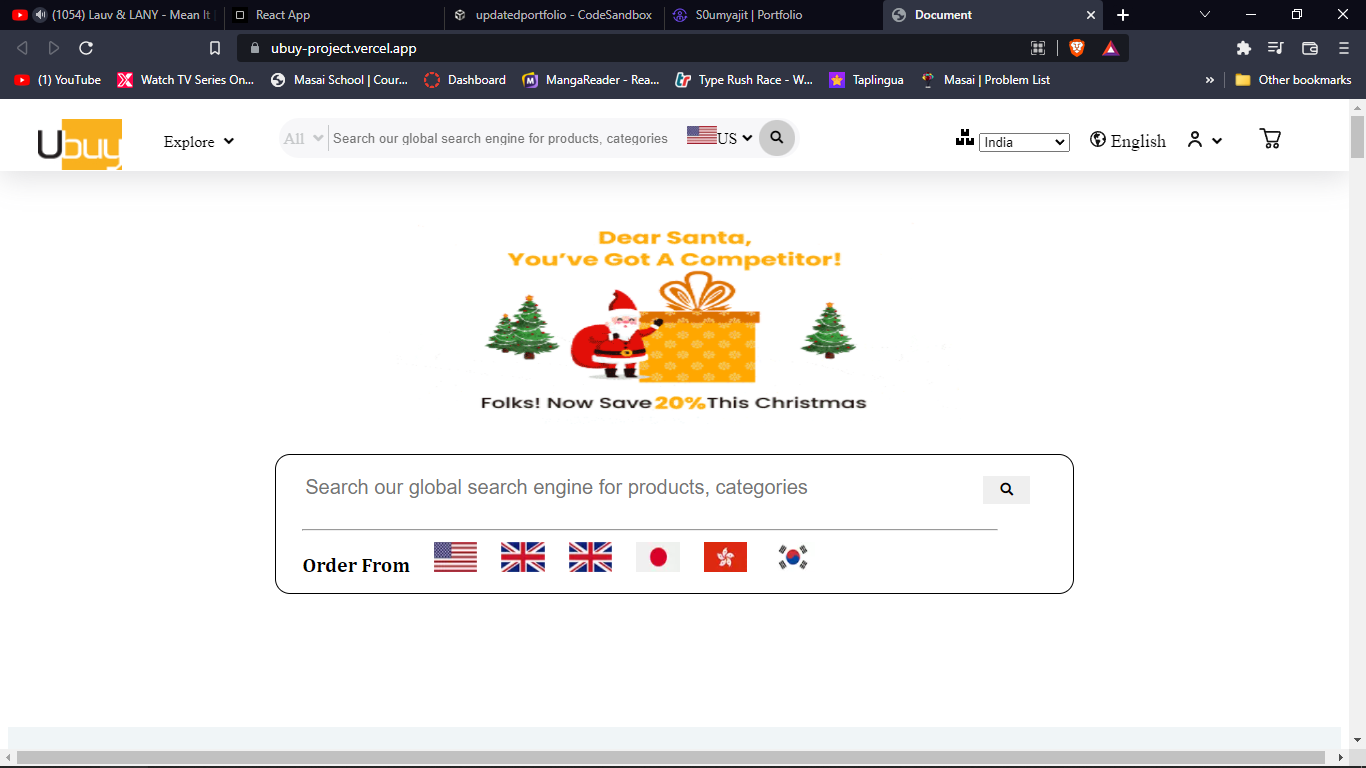 (1054) Lauv & LANY - Mean It
React App
updatedportfolio - CodeSandbox
S0umyajit | Portfolio
Document
ubuy-project.vercel.app
(1) YouTube
Watch TV Series On...
Masai School | Cour...
Dashboard
MangaReader - Rea...
Type Rush Race - W...
Taplingua
Masai | Problem List
»
Other bookmarks
Ubuy
Explore
All
Search our global search engine for products, categories
US
India
English
Dear Santa,
You've Got A Competitor!
Folks! Now Save 20% This Christmas
Search our global search engine for products, categories
Order From